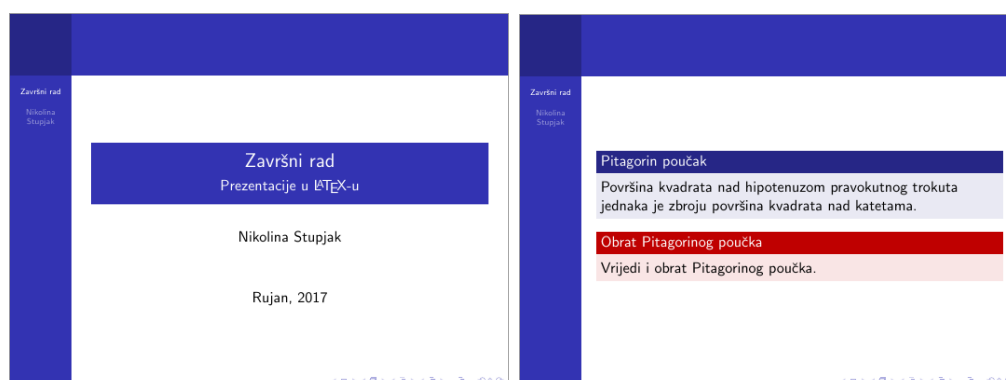 Završni rad
Nikolina
Stupjak
Završni rad
Prezentacije u LATEX-u
Nikolina Stupjak
Rujan, 2017
Završni rad
Nikolina
Stupjak
Pitagorin poučak
Površina kvadrata nad hipotenuzom pravokutnog trokuta
jednaka je zbroju površina kvadrata nad katetama.
Obrat Pitagorinog poučka
Vrijedi i obrat Pitagorinog poučka.